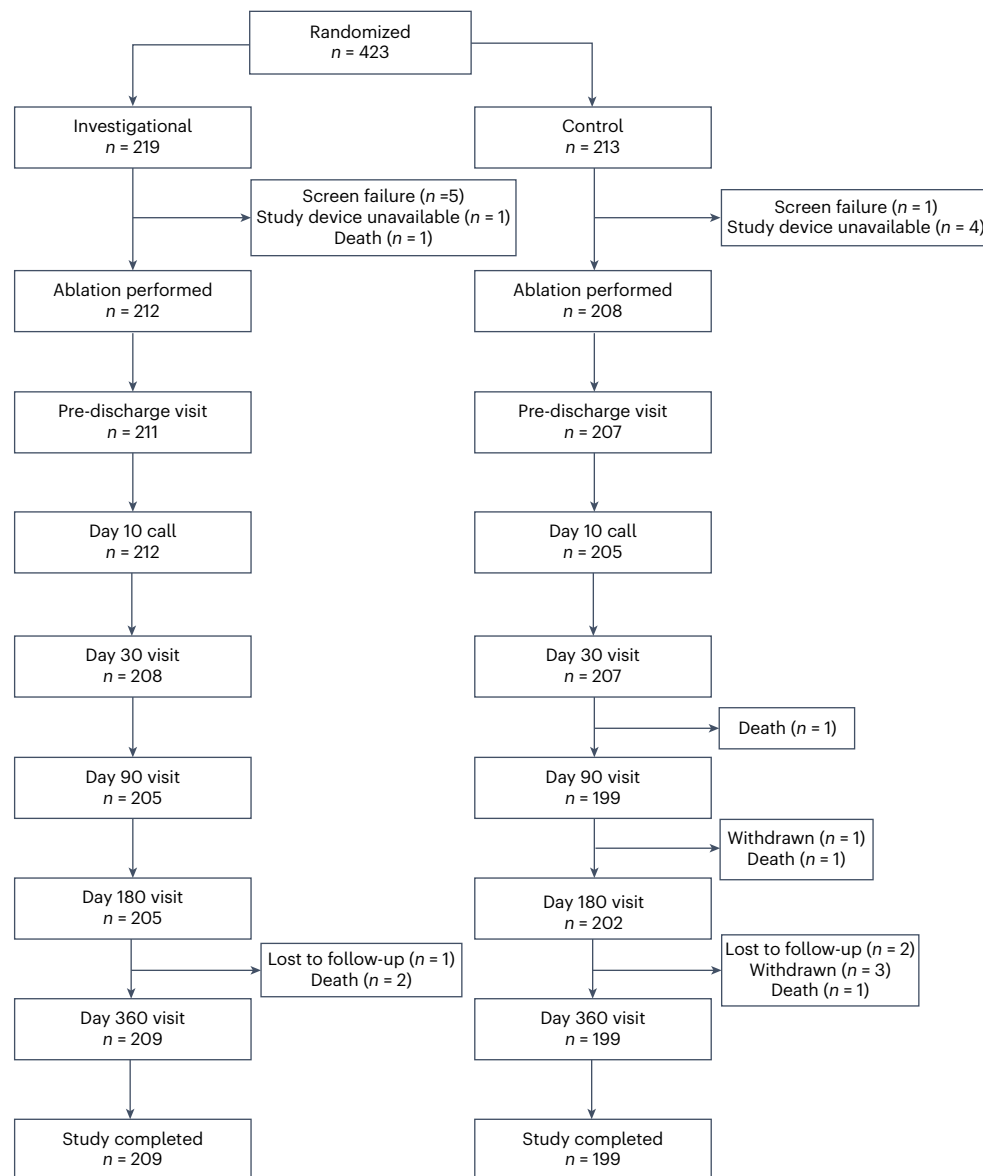 Randomized
n = 423
Investigational
n = 219
Control
n = 213
Screen failure (n =5)
Study device unavailable (n = 1)
Death (n = 1)
Screen failure (n = 1)
Study device unavailable (n = 4)
Ablation performed
n = 212
Ablation performed
n = 208
Pre-discharge visit
n = 211
Pre-discharge visit
n = 207
Day 10 call
n = 212
Day 10 call
n = 205
Day 30 visit
n = 208
Day 30 visit
n = 207
Death (n = 1)
Day 90 visit
n = 205
Day 90 visit
n = 199
Withdrawn (n = 1)
Death (n = 1)
Day 180 visit
n = 205
Day 180 visit
n = 202
Lost to follow-up (n = 1)
Death (n = 2)
Lost to follow-up (n = 2)
Withdrawn (n = 3)
Death (n = 1)
Day 360 visit
n = 209
Day 360 visit
n = 199
Study completed
n = 209
Study completed
n = 199